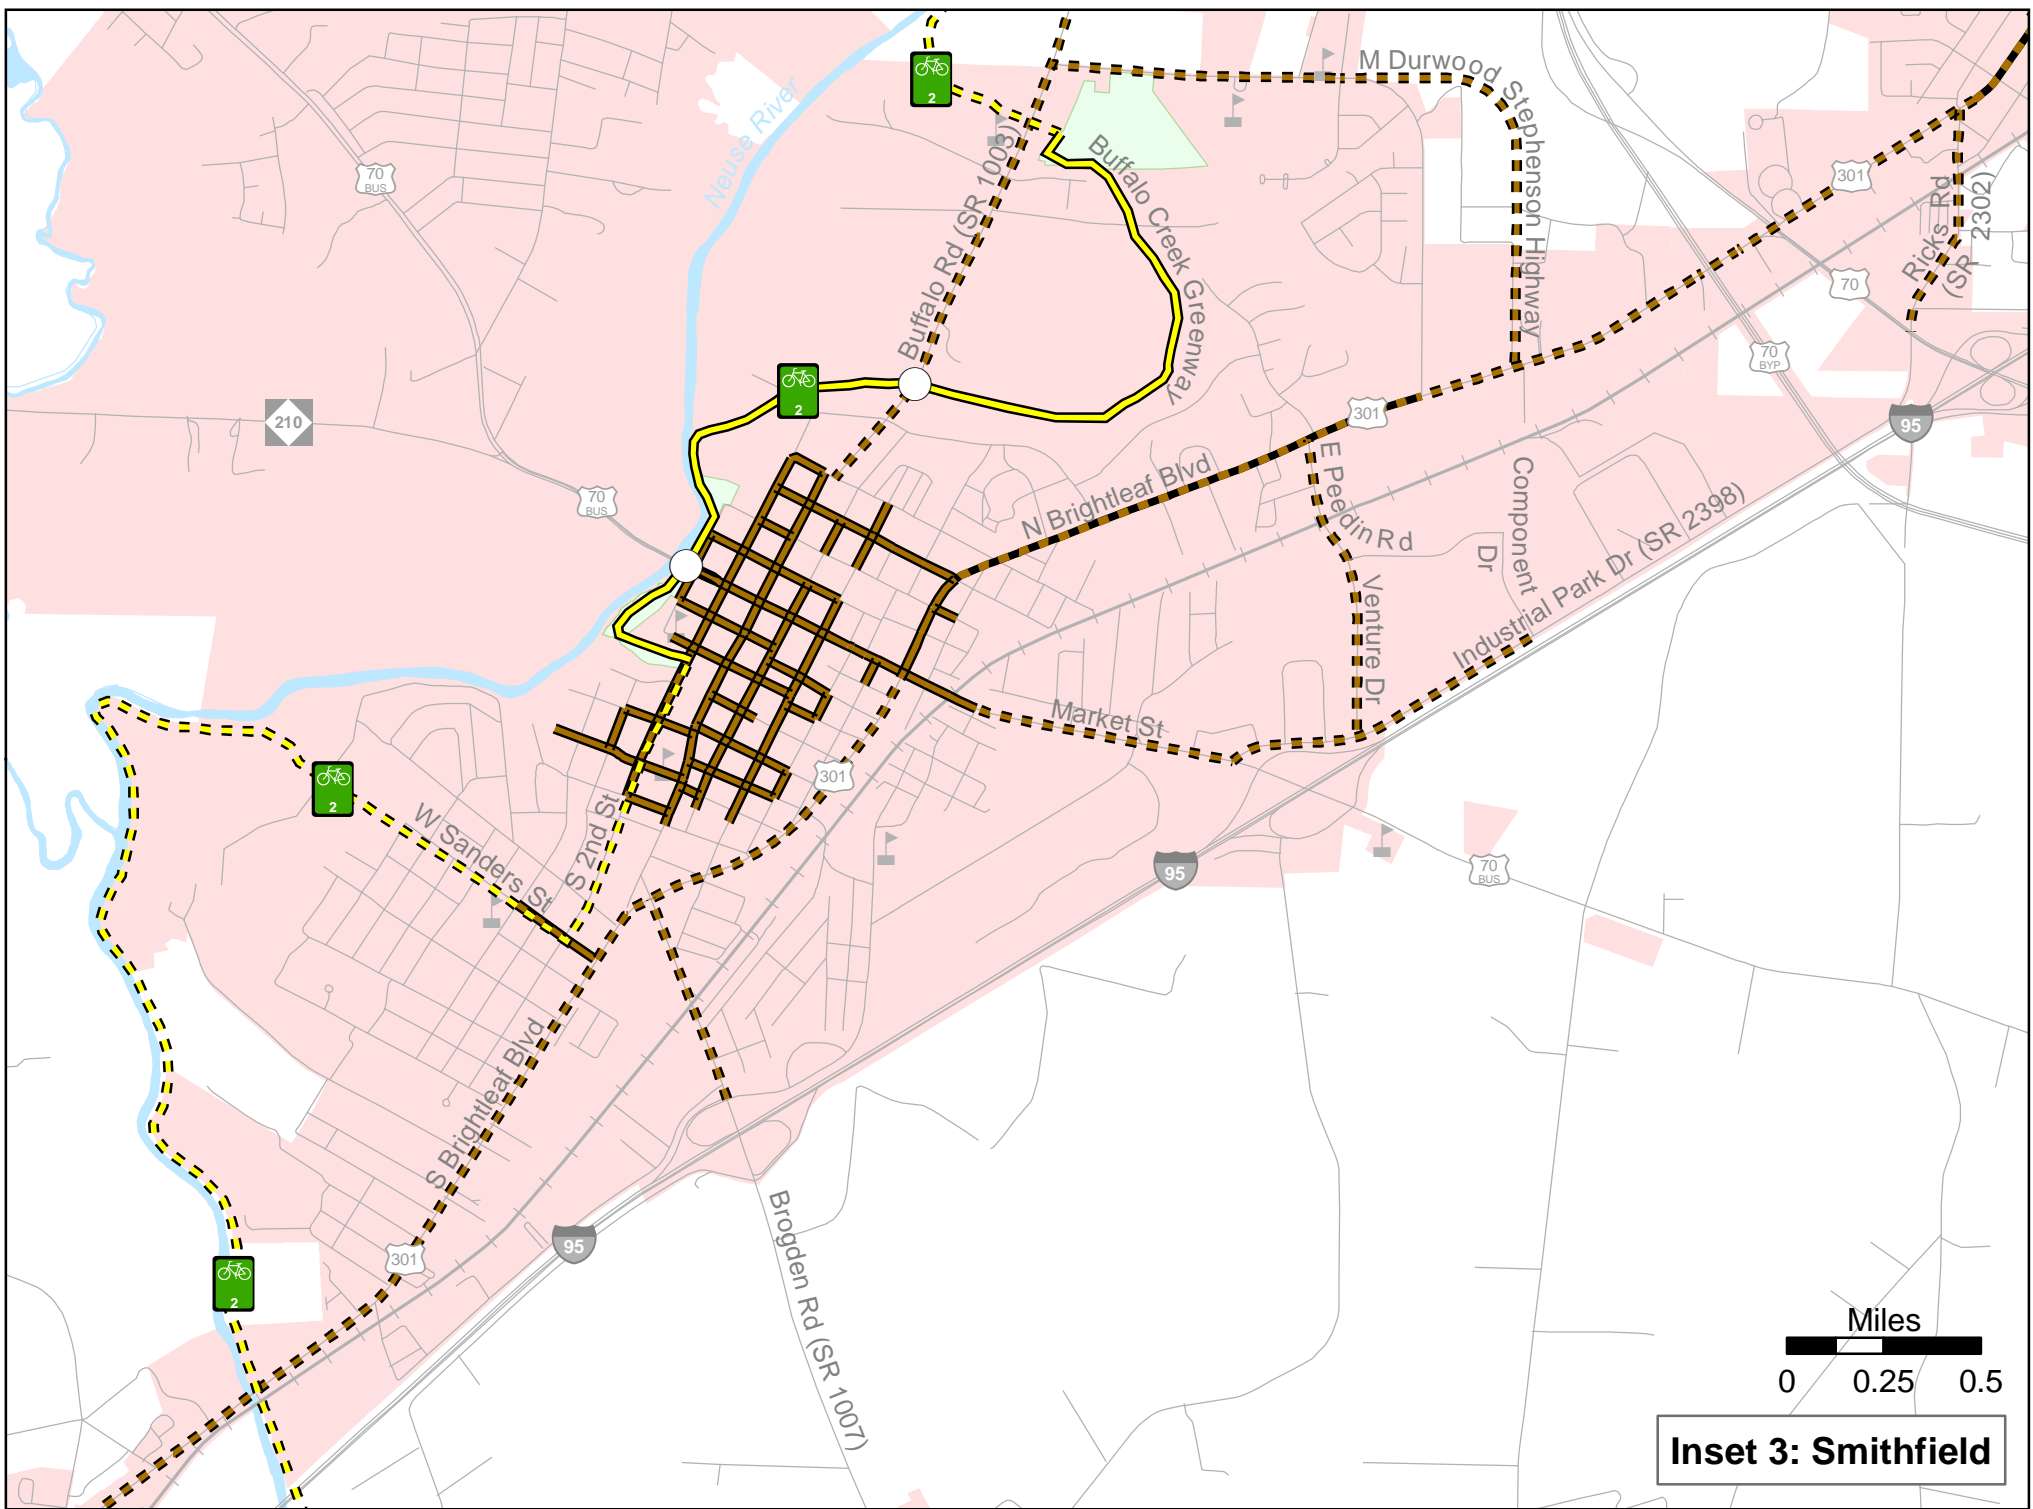 M Durwood Stephenson Highway
2
Neuse River
70
BUS
Buffalo Rd (SR 1003)
Buffalo Creek Greenway
301
Ricks Rd
(SR 2302)
70
70
BYP
2
301
210
95
70
BUS
N Brightleaf Blvd
E Peedin Rd
Component
Dr
Industrial Park Dr (SR 2398)
Venture Dr
Market St
301
2
W Sanders St
S 2nd St
95
70
BUS
S Brightleaf Blvd
Brogden Rd (SR 1007)
301
95
2
Miles
0 0.25 0.5
Inset 3: Smithfield